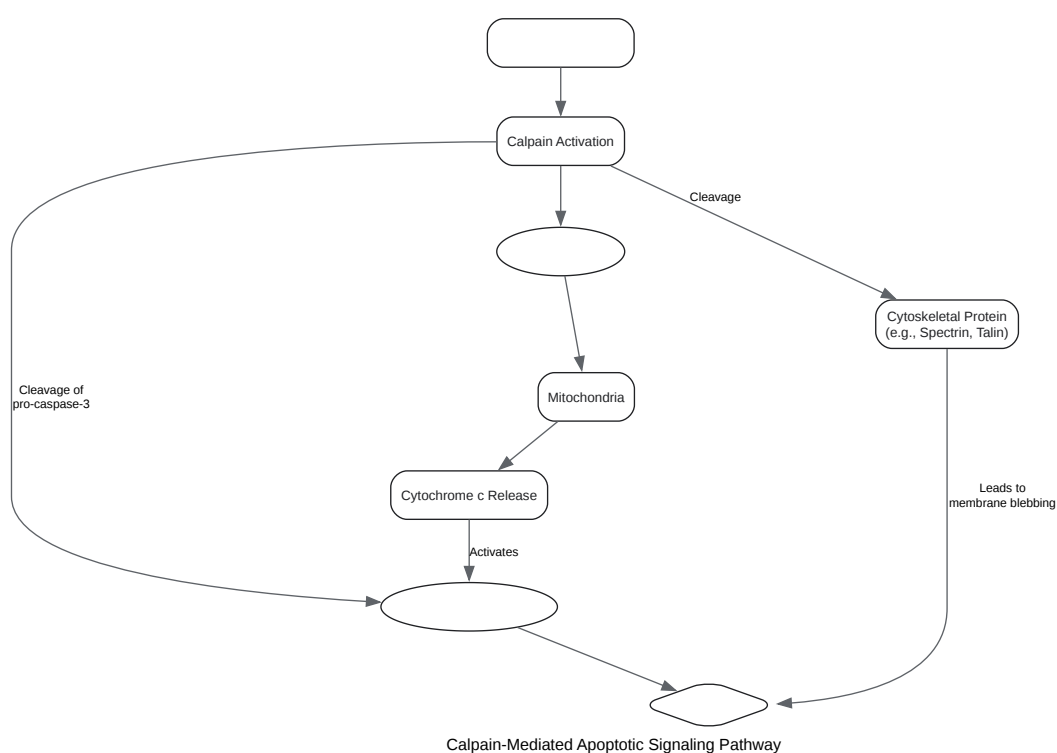 Calpain Activation
Cleavage
Cytoskeletal Protein
(e.g., Spectrin, Talin)
Cleavage of
pro-caspase-3
Mitochondria
Cytochrome c Release
Leads to
membrane blebbing
Activates
Calpain-Mediated Apoptotic Signaling Pathway